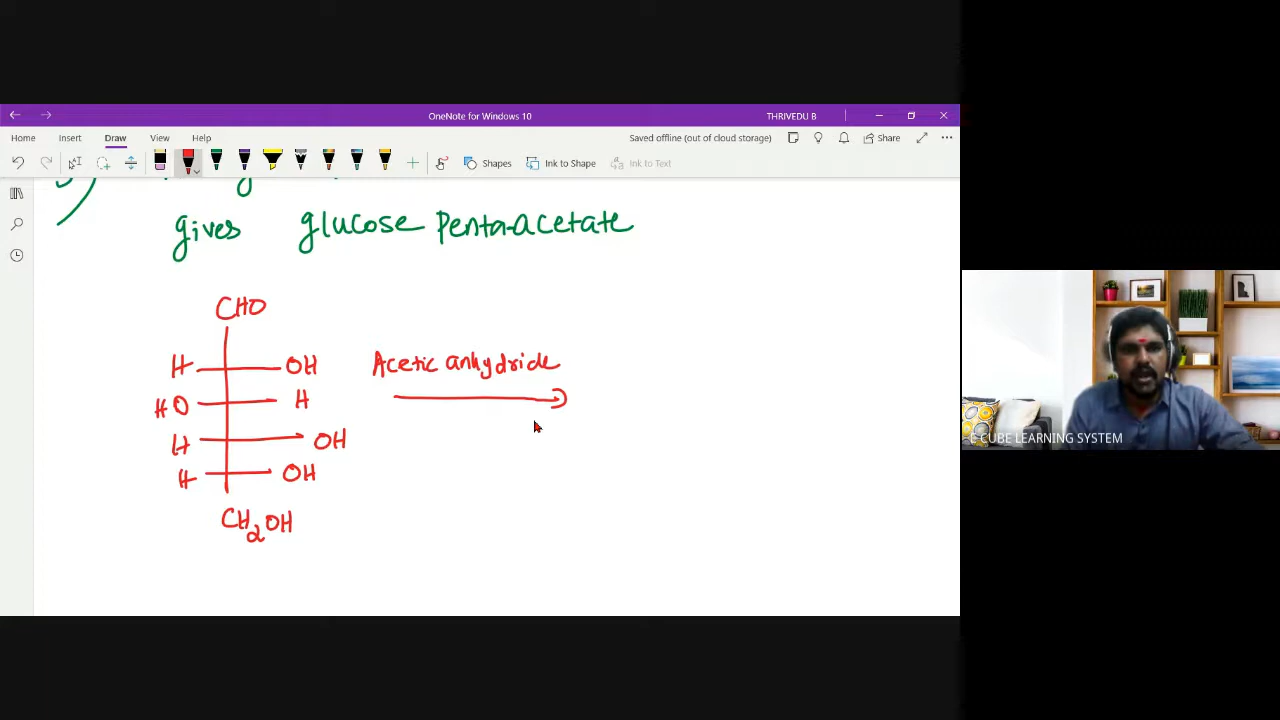 OneNote for Windows 10
THRIVEDU B
Home Insert Draw View Help
Saved offline (out of cloud storage)
Share
Shapes
Ink to Shape
Ink to Text
gives glucose Penta-acetate
CHO
H OH
HO H
H OH
H OH
CH2OH
Acetic anhydride
CUBE LEARNING SYSTEM